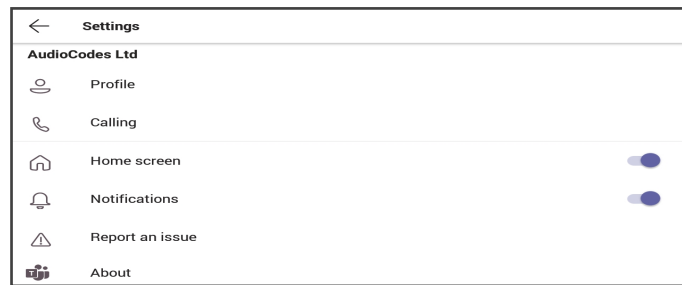 Settings
AudioCodes Ltd
Profile
Calling
Home screen
Notifications
Report an issue
About